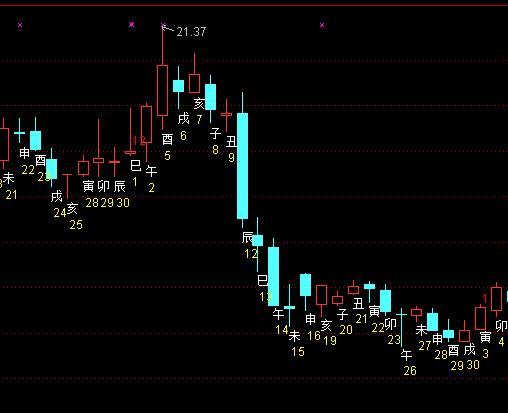 21.37
未
21
申
22
酉
23
戌
24
亥
25
寅
28
卯
29
辰
30
12
巳
1
午
2
酉
5
戌
6
亥
7
子
8
丑
9
辰
12
巳
13
午
14
未
15
申
16
亥
19
子
20
丑
21
寅
22
卯
23
午
26
未
27
申
28
酉
29
戌
30
1
寅
3
卯
4